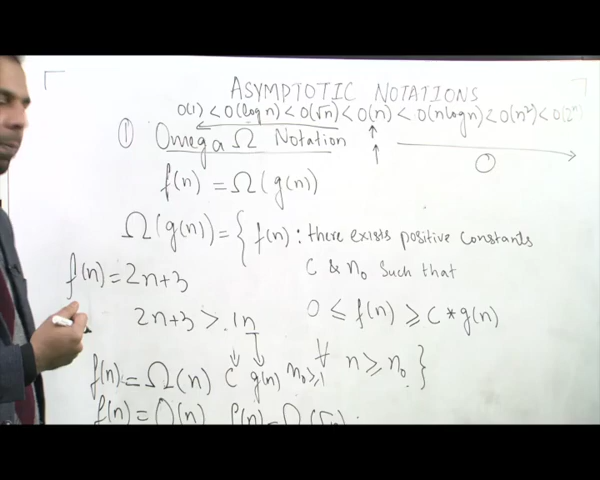 ASYMPTOTIC NOTATIONS
O(1) < O(log n) < O(√n) < O(n) < O(n log n) < O(n²) < O(2ⁿ)
① Omega Ω Notation
O
f(n) = Ω(g(n))
Ω(g(n)) = { f(n) : there exists positive constants
C & n₀ such that
0 ≤ f(n) ≥ C * g(n)
∀ n ≥ n₀ }
f(n) = 2n+3
2n+3 > .1n
C g(n) n₀ ≥ 1
f(n) = Ω(n)
f(n) = Ω(n) f(n) = Ω(√n)